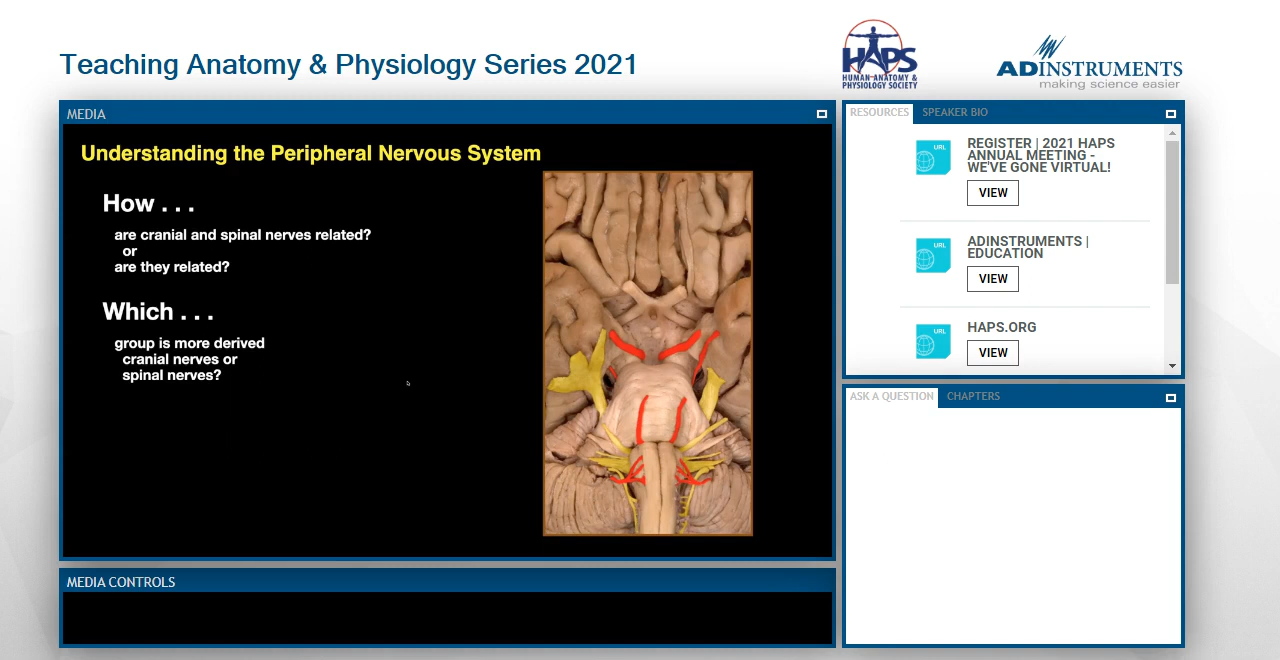 Teaching Anatomy & Physiology Series 2021
HAPS
HUMAN ANATOMY &
PHYSIOLOGY SOCIETY
ADINSTRUMENTS
making science easier
MEDIA
Understanding the Peripheral Nervous System
How . . .
are cranial and spinal nerves related?
or
are they related?
Which . . .
group is more derived
cranial nerves or
spinal nerves?
MEDIA CONTROLS
RESOURCES SPEAKER BIO
URL
REGISTER | 2021 HAPS
ANNUAL MEETING -
WE'VE GONE VIRTUAL!
VIEW
URL
ADINSTRUMENTS |
EDUCATION
VIEW
URL
HAPS.ORG
VIEW
ASK A QUESTION CHAPTERS